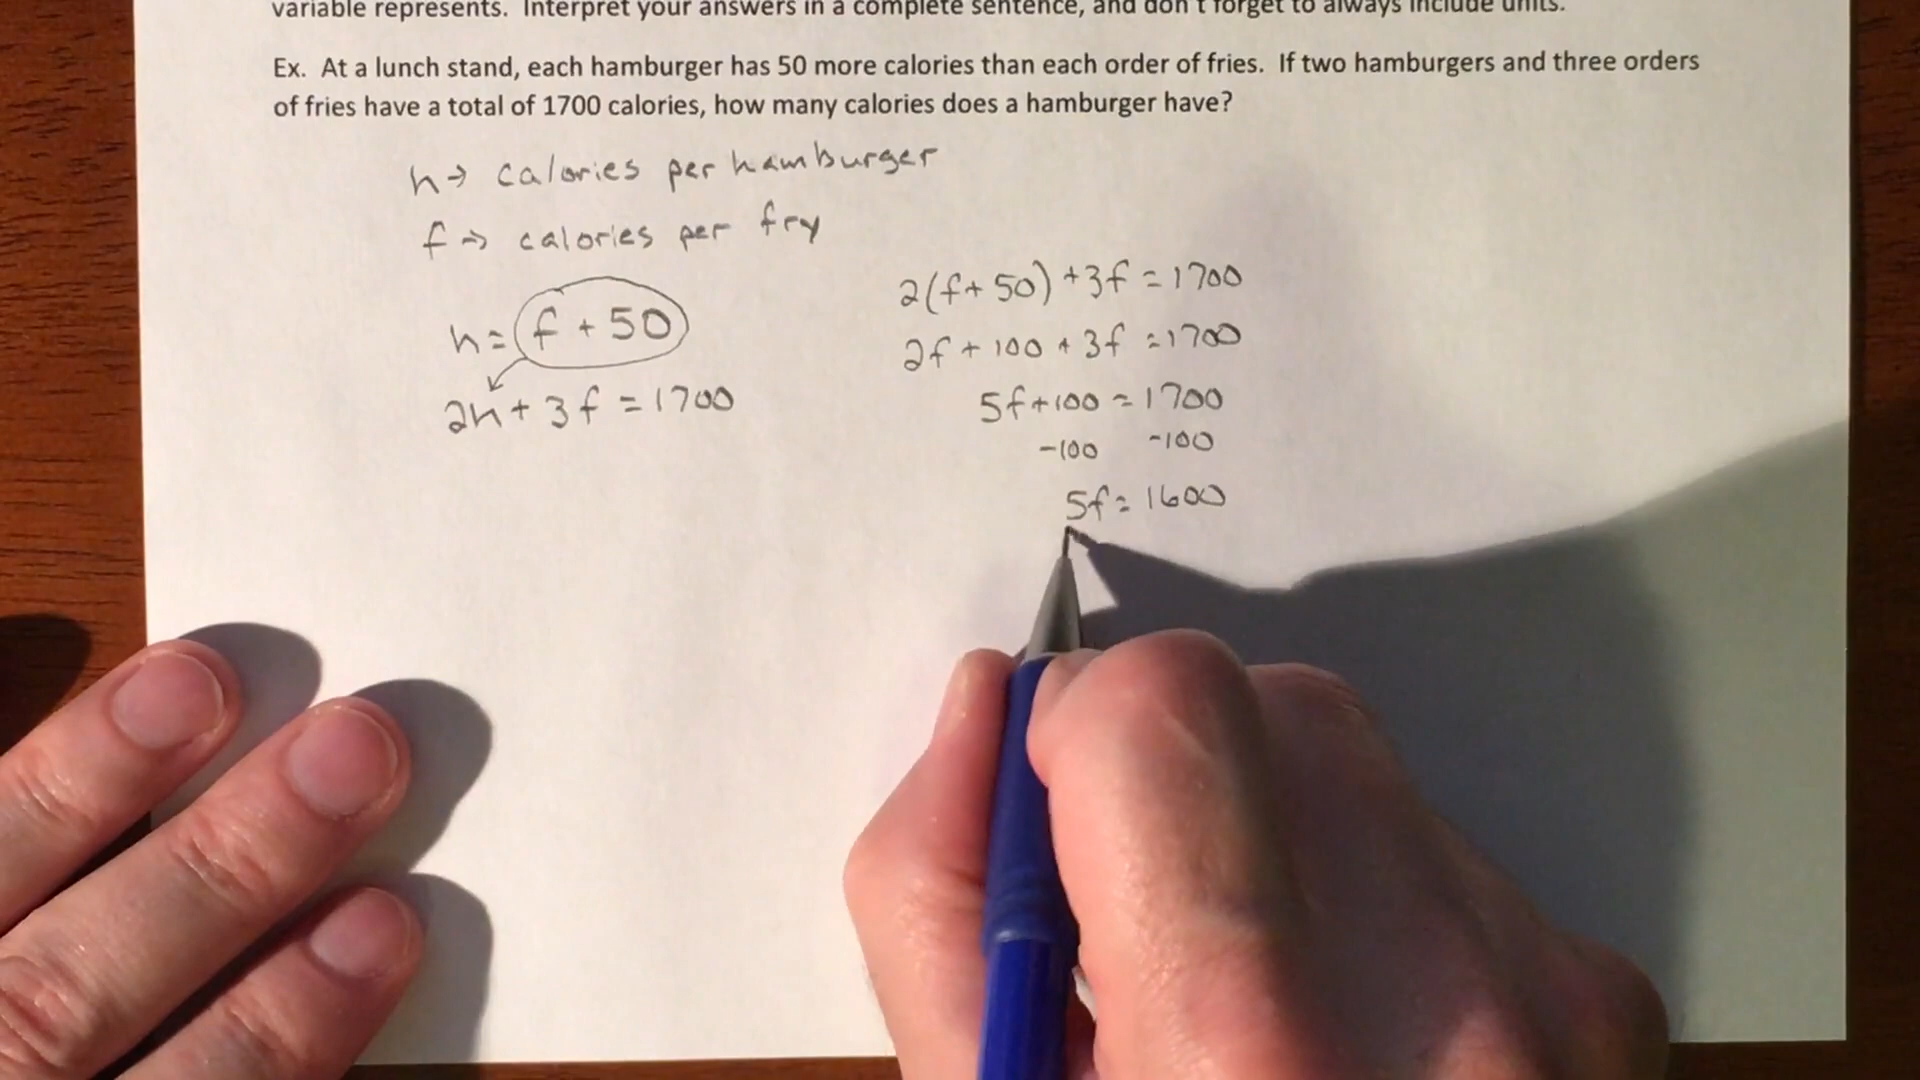 variable represents. Interpret your answers in a complete sentence, and don't forget to always include units.
Ex. At a lunch stand, each hamburger has 50 more calories than each order of fries. If two hamburgers and three orders
of fries have a total of 1700 calories, how many calories does a hamburger have?
h→ calories per hamburger
f→ calories per fry
h=f+50
2h+3f=1700
2(f+50)+3f=1700
2f+100+3f=1700
5f+100=1700
-100 -100
5f=1600